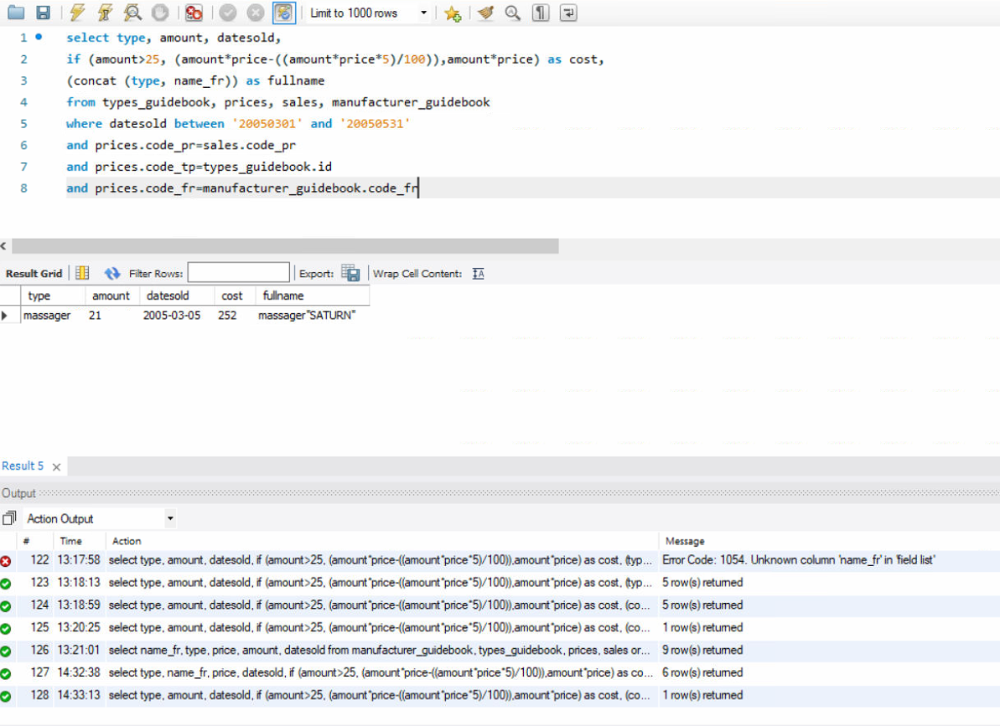 Limit to 1000 rows
1 select type, amount, datesold,
2 if (amount>25, (amount*price-((amount*price*5)/100)),amount*price) as cost,
3 (concat (type, name_fr)) as fullname
4 from types_guidebook, prices, sales, manufacturer_guidebook
5 where datesold between '20050301' and '20050531'
6 and prices.code_pr=sales.code_pr
7 and prices.code_tp=types_guidebook.id
8 and prices.code_fr=manufacturer_guidebook.code_fr
Result Grid Filter Rows: Export: Wrap Cell Content:
type amount datesold cost fullname
massager 21 2005-03-05 252 massager"SATURN"
Result 5
Output
Action Output
# Time Action Message
122 13:17:58 select type, amount, datesold, if (amount>25, (amount*price-((amount*price*5)/100)),amount*price) as cost, (typ... Error Code: 1054. Unknown column 'name_fr' in 'field list'
123 13:18:13 select type, amount, datesold, if (amount>25, (amount*price-((amount*price*5)/100)),amount*price) as cost, (typ... 5 row(s) returned
124 13:18:59 select type, amount, datesold, if (amount>25, (amount*price-((amount*price*5)/100)),amount*price) as cost, (co... 5 row(s) returned
125 13:20:25 select type, amount, datesold, if (amount>25, (amount*price-((amount*price*5)/100)),amount*price) as cost, (co... 1 row(s) returned
126 13:21:01 select name_fr, type, price, amount, datesold from manufacturer_guidebook, types_guidebook, prices, sales or... 9 row(s) returned
127 14:32:38 select type, name_fr, price, datesold, if (amount>25, (amount*price-((amount*price*5)/100)),amount*price) as co... 6 row(s) returned
128 14:33:13 select type, amount, datesold, if (amount>25, (amount*price-((amount*price*5)/100)),amount*price) as cost, (co... 1 row(s) returned